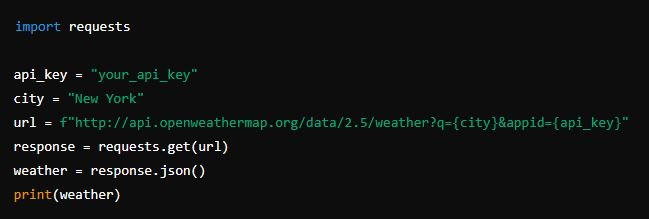 import requests
api_key = "your_api_key"
city = "New York"
url = f"http://api.openweathermap.org/data/2.5/weather?q={city}&appid={api_key}"
response = requests.get(url)
weather = response.json()
print(weather)